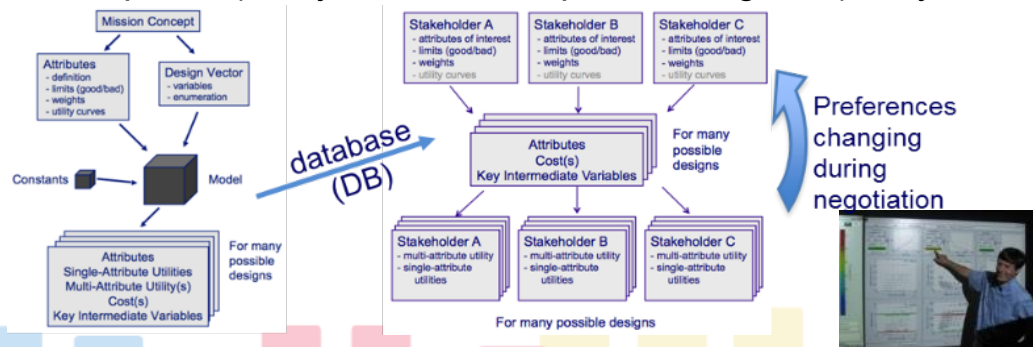 Mission Concept
Attributes
- definition
- limits (good/bad)
- weights
- utility curves
Design Vector
- variables
- enumeration
Constants
Model
Attributes
Single-Attribute Utilities
Multi-Attribute Utility(s)
Cost(s)
Key Intermediate Variables
For many
possible
designs
database
(DB)
Stakeholder A
- attributes of interest
- limits (good/bad)
- weights
- utility curves
Stakeholder B
- attributes of interest
- limits (good/bad)
- weights
- utility curves
Stakeholder C
- attributes of interest
- limits (good/bad)
- weights
- utility curves
Attributes
Cost(s)
Key Intermediate Variables
For many
possible
designs
Stakeholder A
- multi-attribute utility
- single-attribute
utilities
Stakeholder B
- multi-attribute utility
- single-attribute
utilities
Stakeholder C
- multi-attribute utility
- single-attribute
utilities
For many possible designs
Preferences
changing
during
negotiation